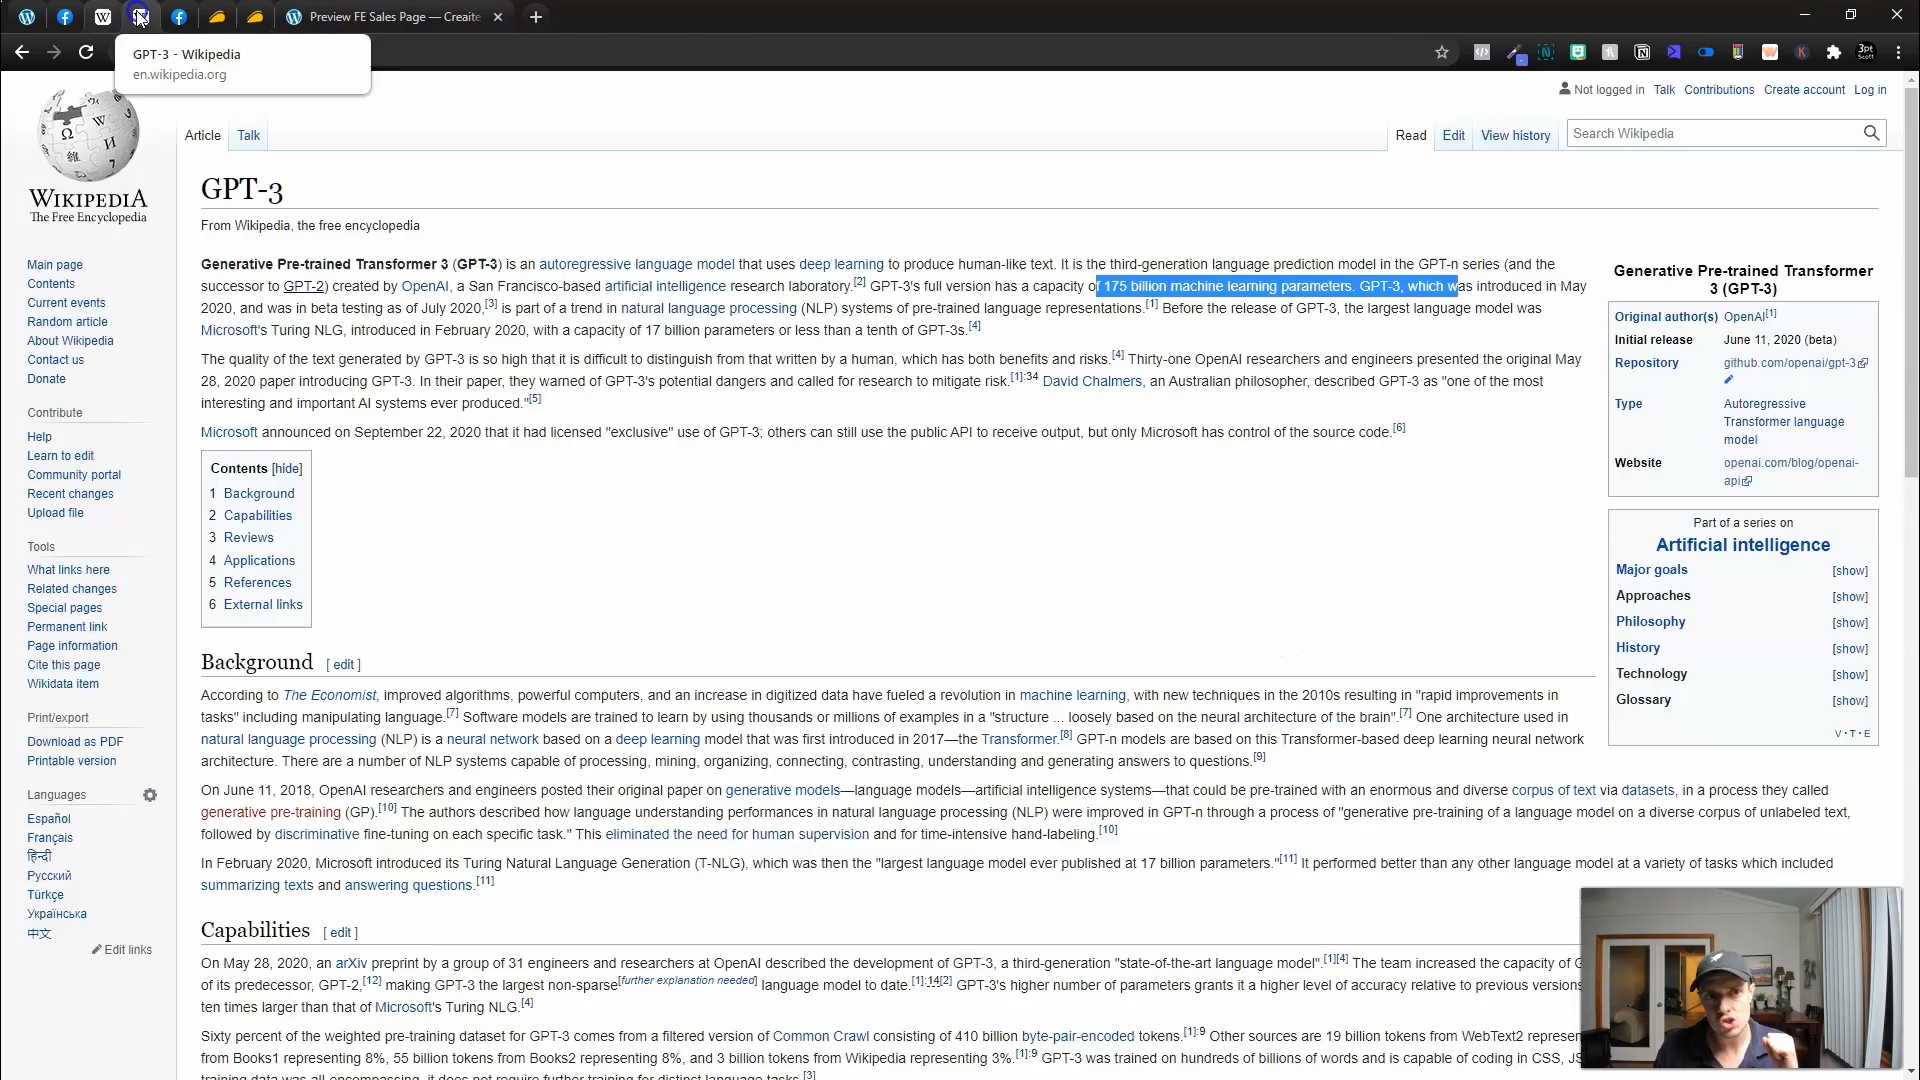 Preview FE Sales Page — Create
GPT-3 - Wikipedia
en.wikipedia.org
3pt
Scott
Not logged in Talk Contributions Create account Log in
Article Talk
Read Edit View history
Search Wikipedia
WIKIPEDIA
The Free Encyclopedia
Main page
Contents
Current events
Random article
About Wikipedia
Contact us
Donate
Contribute
Help
Learn to edit
Community portal
Recent changes
Upload file
Tools
What links here
Related changes
Special pages
Permanent link
Page information
Cite this page
Wikidata item
Print/export
Download as PDF
Printable version
Languages
Español
Français
हिन्दी
Русский
Türkçe
Українська
中文
Edit links
GPT-3
From Wikipedia, the free encyclopedia
Generative Pre-trained Transformer 3 (GPT-3) is an autoregressive language model that uses deep learning to produce human-like text. It is the third-generation language prediction model in the GPT-n series (and the
successor to GPT-2) created by OpenAI, a San Francisco-based artificial intelligence research laboratory.[2] GPT-3's full version has a capacity of 175 billion machine learning parameters. GPT-3, which was introduced in May
2020, and was in beta testing as of July 2020,[3] is part of a trend in natural language processing (NLP) systems of pre-trained language representations.[1] Before the release of GPT-3, the largest language model was
Microsoft's Turing NLG, introduced in February 2020, with a capacity of 17 billion parameters or less than a tenth of GPT-3s.[4]
The quality of the text generated by GPT-3 is so high that it is difficult to distinguish from that written by a human, which has both benefits and risks.[4] Thirty-one OpenAI researchers and engineers presented the original May
28, 2020 paper introducing GPT-3. In their paper, they warned of GPT-3's potential dangers and called for research to mitigate risk.[1]:34 David Chalmers, an Australian philosopher, described GPT-3 as "one of the most
interesting and important AI systems ever produced."[5]
Microsoft announced on September 22, 2020 that it had licensed "exclusive" use of GPT-3; others can still use the public API to receive output, but only Microsoft has control of the source code.[6]
Contents [hide]
1 Background
2 Capabilities
3 Reviews
4 Applications
5 References
6 External links
Generative Pre-trained Transformer
3 (GPT-3)
Original author(s) OpenAI[1]
Initial release June 11, 2020 (beta)
Repository github.com/openai/gpt-3
Type Autoregressive
Transformer language
model
Website openai.com/blog/openai-
api
Part of a series on
Artificial intelligence
Major goals [show]
Approaches [show]
Philosophy [show]
History [show]
Technology [show]
Glossary [show]
V·T·E
Background [ edit ]
According to The Economist, improved algorithms, powerful computers, and an increase in digitized data have fueled a revolution in machine learning, with new techniques in the 2010s resulting in "rapid improvements in
tasks" including manipulating language.[7] Software models are trained to learn by using thousands or millions of examples in a "structure ... loosely based on the neural architecture of the brain".[7] One architecture used in
natural language processing (NLP) is a neural network based on a deep learning model that was first introduced in 2017—the Transformer.[8] GPT-n models are based on this Transformer-based deep learning neural network
architecture. There are a number of NLP systems capable of processing, mining, organizing, connecting, contrasting, understanding and generating answers to questions.[9]
On June 11, 2018, OpenAI researchers and engineers posted their original paper on generative models—language models—artificial intelligence systems—that could be pre-trained with an enormous and diverse corpus of text via datasets, in a process they called
generative pre-training (GP).[10] The authors described how language understanding performances in natural language processing (NLP) were improved in GPT-n through a process of "generative pre-training of a language model on a diverse corpus of unlabeled text,
followed by discriminative fine-tuning on each specific task." This eliminated the need for human supervision and for time-intensive hand-labeling.[10]
In February 2020, Microsoft introduced its Turing Natural Language Generation (T-NLG), which was then the "largest language model ever published at 17 billion parameters."[11] It performed better than any other language model at a variety of tasks which included
summarizing texts and answering questions.[11]
Capabilities [ edit ]
On May 28, 2020, an arXiv preprint by a group of 31 engineers and researchers at OpenAI described the development of GPT-3, a third-generation "state-of-the-art language model".[1][4] The team increased the capacity of G
of its predecessor, GPT-2,[12] making GPT-3 the largest non-sparse[further explanation needed] language model to date.[1]:14[2] GPT-3's higher number of parameters grants it a higher level of accuracy relative to previous versions
ten times larger than that of Microsoft's Turing NLG.[4]
Sixty percent of the weighted pre-training dataset for GPT-3 comes from a filtered version of Common Crawl consisting of 410 billion byte-pair-encoded tokens.[1]:9 Other sources are 19 billion tokens from WebText2 represen
from Books1 representing 8%, 55 billion tokens from Books2 representing 8%, and 3 billion tokens from Wikipedia representing 3%.[1]:9 GPT-3 was trained on hundreds of billions of words and is capable of coding in CSS, JS
training data was all-encompassing, it does not require further training for distinct language tasks.[3]